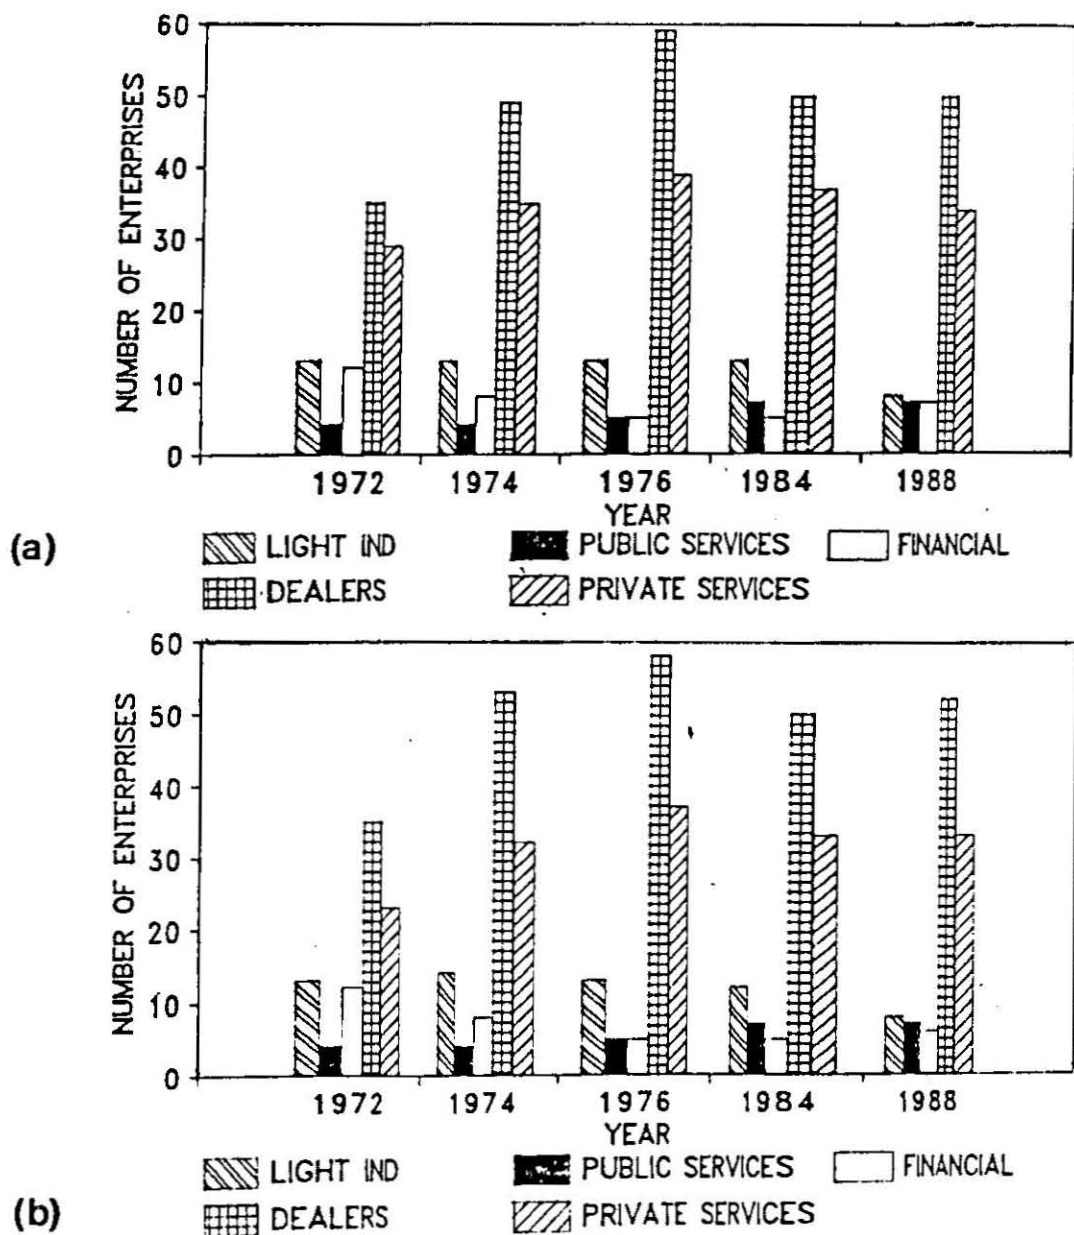 60
50
40
30
20
10
0
NUMBER OF ENTERPRISES
1972 1974 1976 1984 1988
YEAR
(a)
LIGHT IND PUBLIC SERVICES FINANCIAL
DEALERS PRIVATE SERVICES
60
50
40
30
20
10
0
NUMBER OF ENTERPRISES
1972 1974 1976 1984 1988
YEAR
LIGHT IND PUBLIC SERVICES FINANCIAL
(b)
DEALERS PRIVATE SERVICES